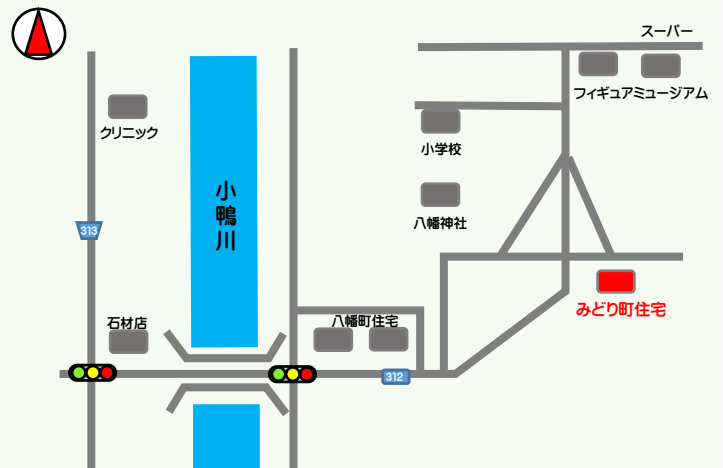 スーパー
フィギュアミュージアム
クリニック
小学校
小鴨川
八幡神社
313
みどり町住宅
石材店
八幡町住宅
312